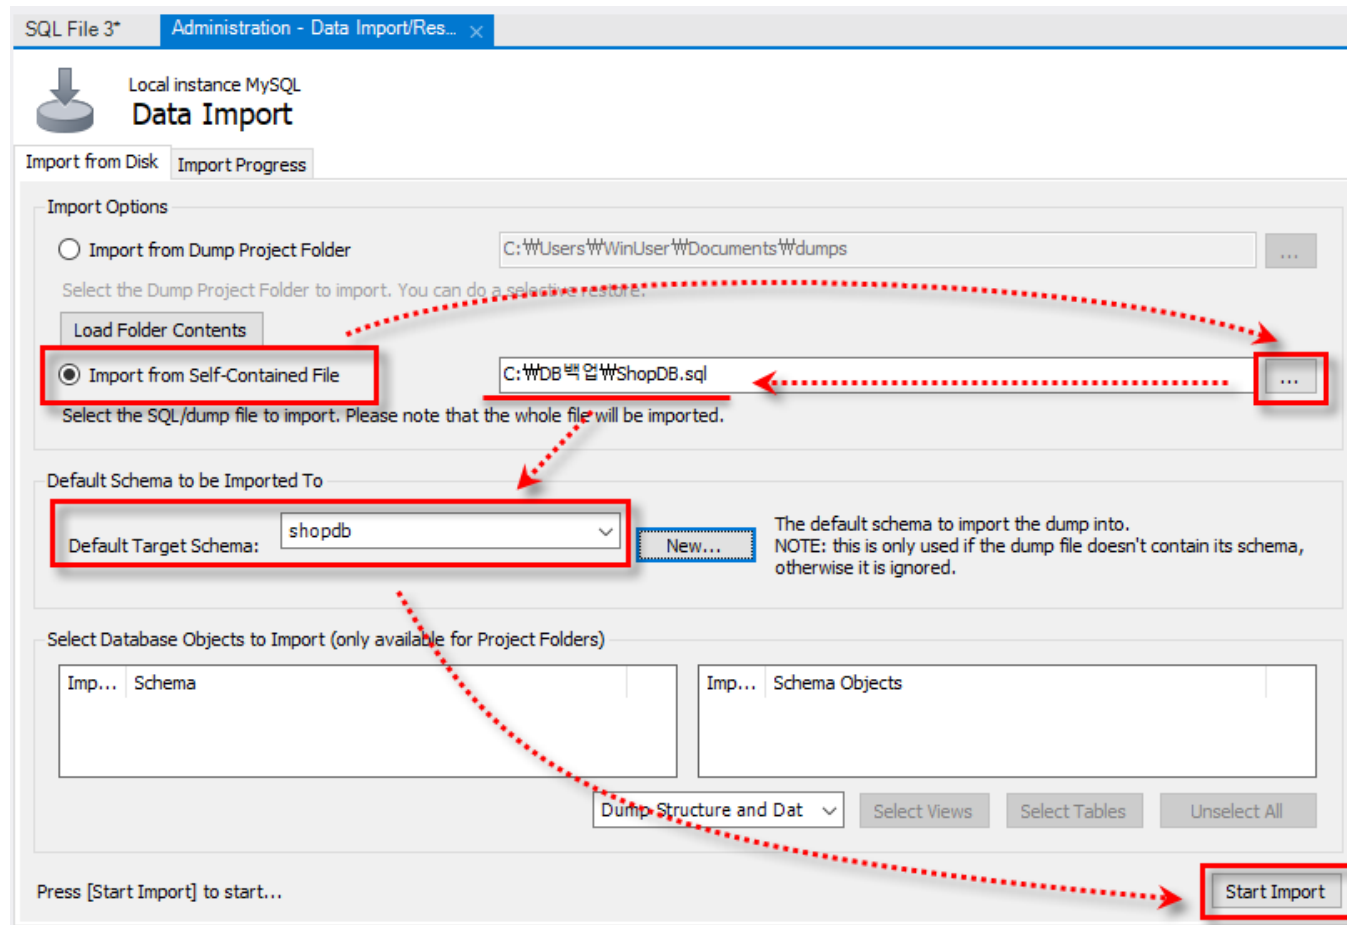 SQL File 3*
Administration - Data Import/Res...
Local instance MySQL
Data Import
Import from Disk
Import Progress
Import Options
Import from Dump Project Folder
C:₩Users₩WinUser₩Documents₩dumps
...
Select the Dump Project Folder to import. You can do a selective restore.
Load Folder Contents
Import from Self-Contained File
C:₩DB백업₩ShopDB.sql
...
Select the SQL/dump file to import. Please note that the whole file will be imported.
Default Schema to be Imported To
Default Target Schema:
shopdb
New...
The default schema to import the dump into.
NOTE: this is only used if the dump file doesn't contain its schema,
otherwise it is ignored.
Select Database Objects to Import (only available for Project Folders)
Imp... Schema
Imp... Schema Objects
Dump Structure and Dat
Select Views
Select Tables
Unselect All
Press [Start Import] to start...
Start Import